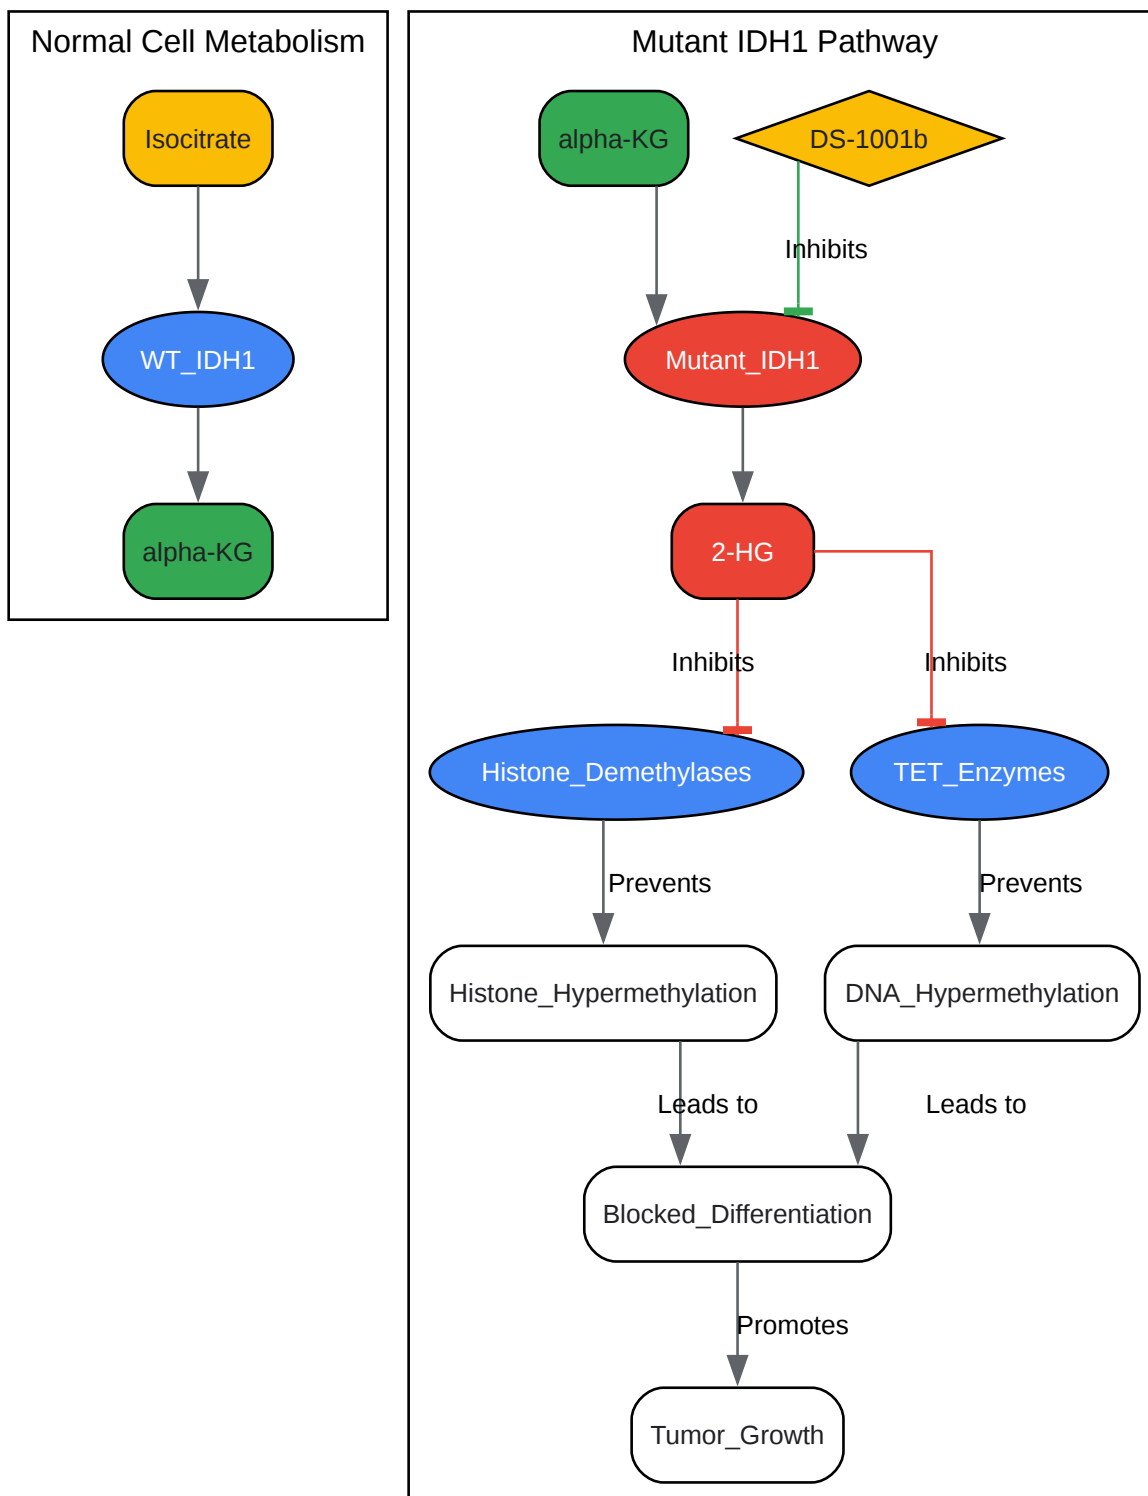 Normal Cell Metabolism
Isocitrate
WT_IDH1
alpha-KG
Mutant IDH1 Pathway
alpha-KG
DS-1001b
Inhibits
Mutant_IDH1
2-HG
Inhibits
Inhibits
Histone_Demethylases
TET_Enzymes
Prevents
Prevents
Histone_Hypermethylation
DNA_Hypermethylation
Leads to
Leads to
Blocked_Differentiation
Promotes
Tumor_Growth